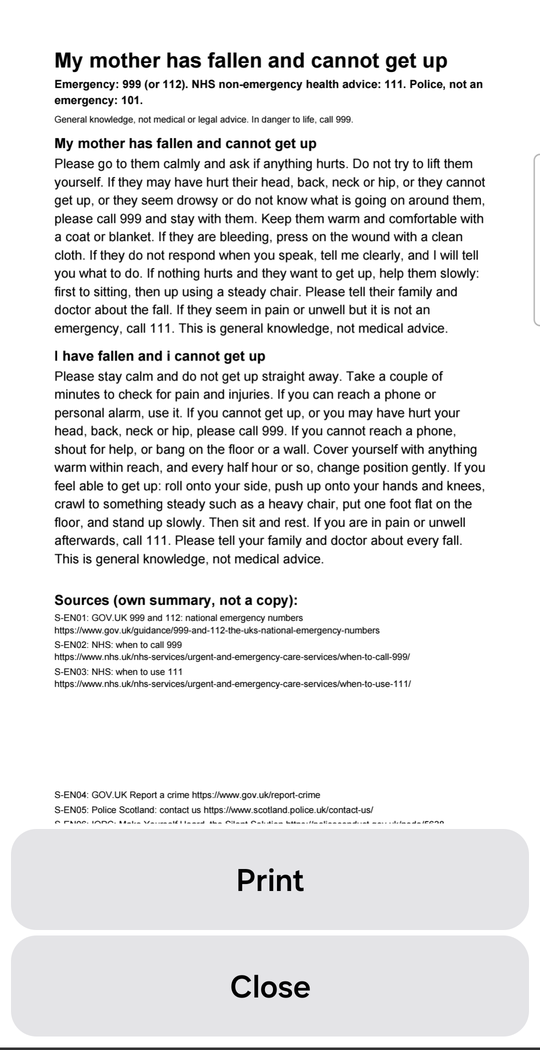 My mother has fallen and cannot get up
Emergency: 999 (or 112). NHS non-emergency health advice: 111. Police, not an
emergency: 101.
General knowledge, not medical or legal advice. In danger to life, call 999.
My mother has fallen and cannot get up
Please go to them calmly and ask if anything hurts. Do not try to lift them
yourself. If they may have hurt their head, back, neck or hip, or they cannot
get up, or they seem drowsy or do not know what is going on around them,
please call 999 and stay with them. Keep them warm and comfortable with
a coat or blanket. If they are bleeding, press on the wound with a clean
cloth. If they do not respond when you speak, tell me clearly, and I will tell
you what to do. If nothing hurts and they want to get up, help them slowly:
first to sitting, then up using a steady chair. Please tell their family and
doctor about the fall. If they seem in pain or unwell but it is not an
emergency, call 111. This is general knowledge, not medical advice.
I have fallen and i cannot get up
Please stay calm and do not get up straight away. Take a couple of
minutes to check for pain and injuries. If you can reach a phone or
personal alarm, use it. If you cannot get up, or you may have hurt your
head, back, neck or hip, please call 999. If you cannot reach a phone,
shout for help, or bang on the floor or a wall. Cover yourself with anything
warm within reach, and every half hour or so, change position gently. If you
feel able to get up: roll onto your side, push up onto your hands and knees,
crawl to something steady such as a heavy chair, put one foot flat on the
floor, and stand up slowly. Then sit and rest. If you are in pain or unwell
afterwards, call 111. Please tell your family and doctor about every fall.
This is general knowledge, not medical advice.
Sources (own summary, not a copy):
S-EN01: GOV.UK 999 and 112: national emergency numbers
https://www.gov.uk/guidance/999-and-112-the-uks-national-emergency-numbers
S-EN02: NHS: when to call 999
https://www.nhs.uk/nhs-services/urgent-and-emergency-care-services/when-to-call-999/
S-EN03: NHS: when to use 111
https://www.nhs.uk/nhs-services/urgent-and-emergency-care-services/when-to-use-111/
S-EN04: GOV.UK Report a crime https://www.gov.uk/report-crime
S-EN05: Police Scotland: contact us https://www.scotland.police.uk/contact-us/
Print
Close